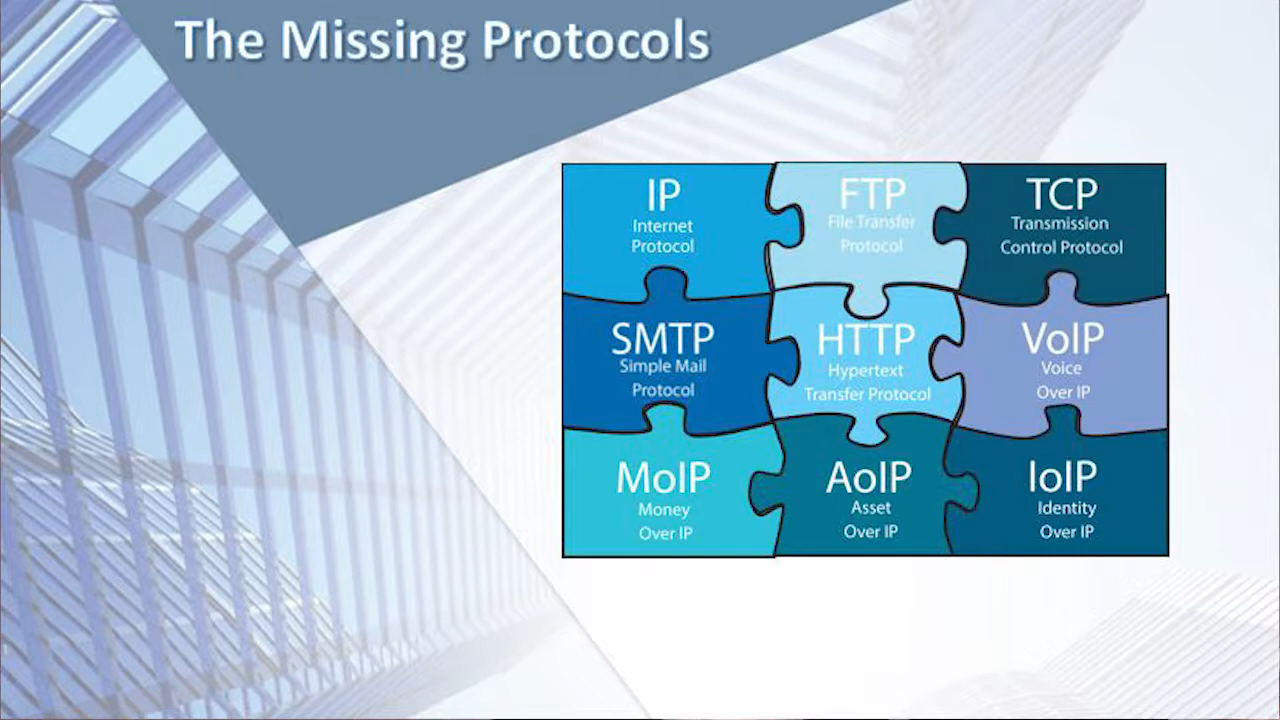 The Missing Protocols
IP
Internet
Protocol
FTP
File Transfer
Protocol
TCP
Transmission
Control Protocol
SMTP
Simple Mail
Protocol
HTTP
Hypertext
Transfer Protocol
VoIP
Voice
Over IP
MoIP
Money
Over IP
AoIP
Asset
Over IP
IoIP
Identity
Over IP